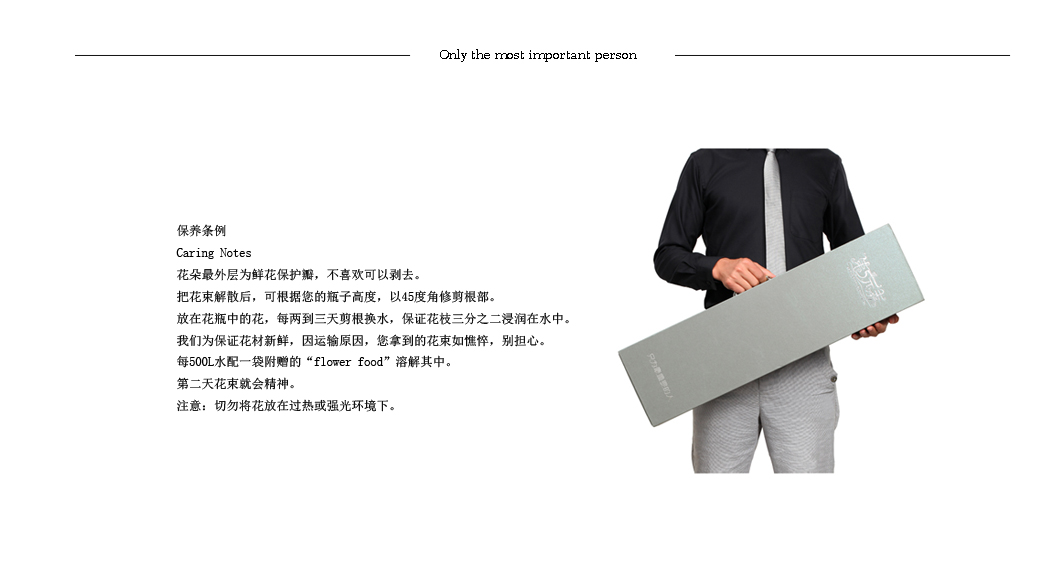 Only the most important person
保养条例
Caring Notes
花朵最外层为鲜花保护瓣，不喜欢可以剥去。
把花束解散后，可根据您的瓶子高度，以45度角修剪根部。
放在花瓶中的花，每两到三天剪根换水，保证花枝三分之二浸润在水中。
我们为保证花材新鲜，因运输原因，您拿到的花束如憔悴，别担心。
每500L水配一袋附赠的“flower food”溶解其中。
第二天花束就会精神。
注意：切勿将花放在过热或强光环境下。